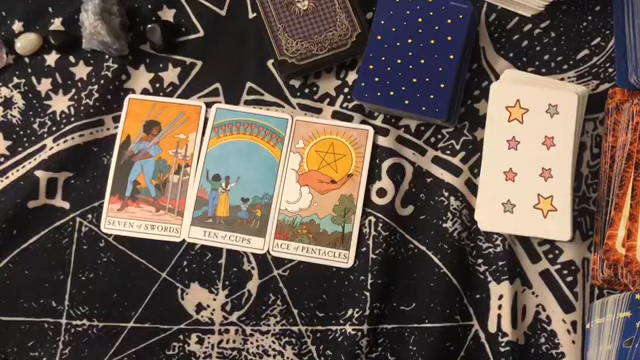 SEVEN of SWORDS
TEN of CUPS
ACE of PENTACLES